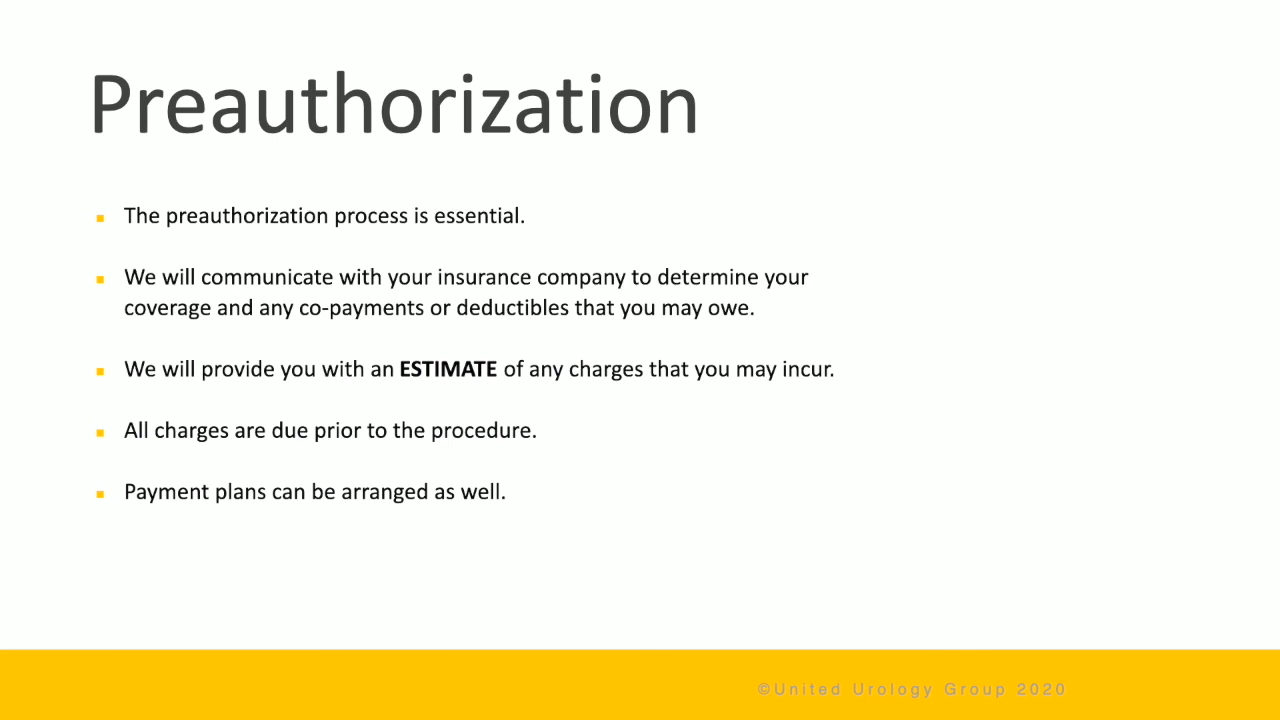 Preauthorization
The preauthorization process is essential.
We will communicate with your insurance company to determine your
coverage and any co-payments or deductibles that you may owe.
We will provide you with an ESTIMATE of any charges that you may incur.
All charges are due prior to the procedure.
Payment plans can be arranged as well.
©United Urology Group 2020